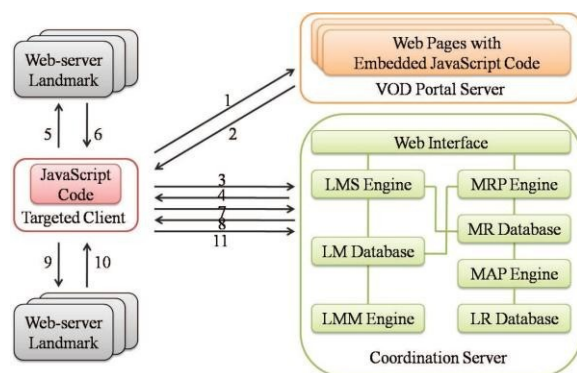 Web-server
Landmark
5
6
JavaScript
Code
Targeted Client
9
10
Web-server
Landmark
1
2
3
4
7
8
11
Web Pages with
Embedded JavaScript Code
VOD Portal Server
Web Interface
LMS Engine
MRP Engine
MR Database
LM Database
MAP Engine
LMM Engine
LR Database
Coordination Server